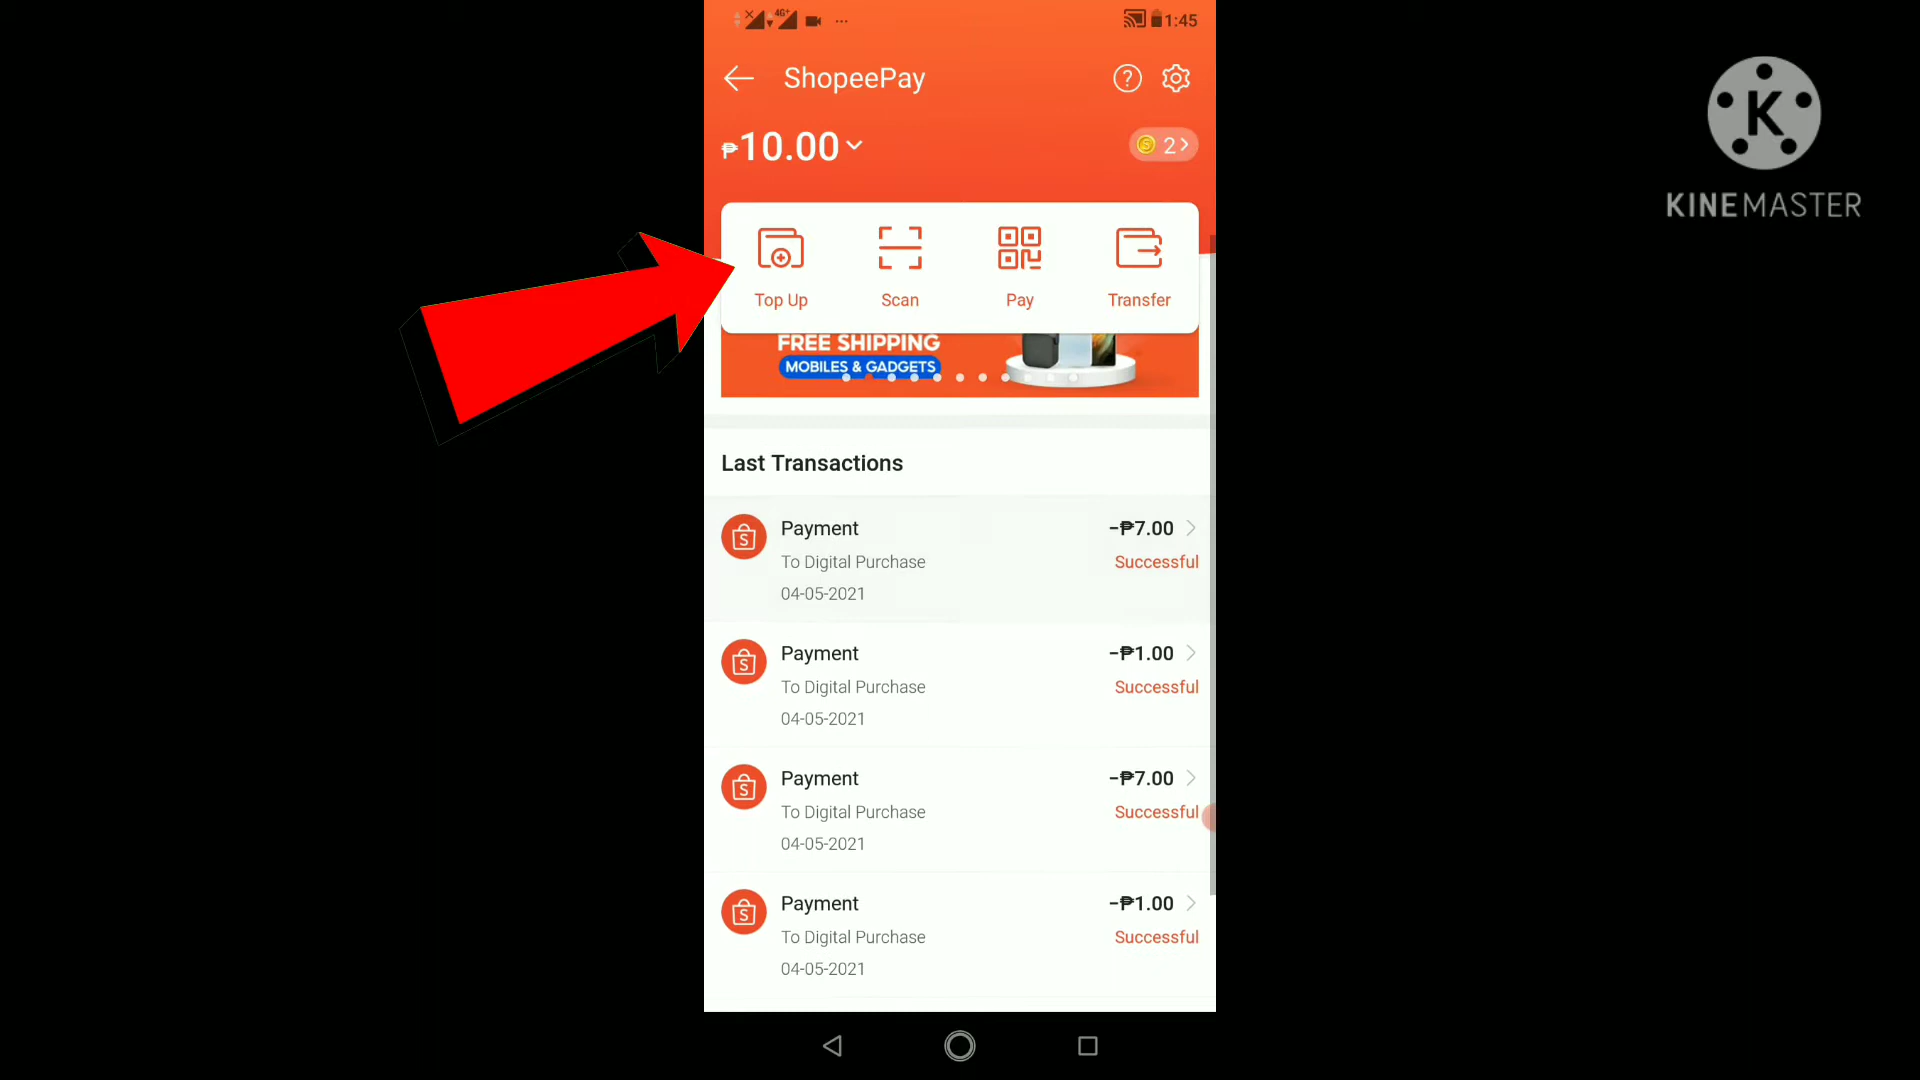 4G+ ... 1:45
ShopeePay
₱10.00 2
Top Up Scan Pay Transfer
FREE SHIPPING
MOBILES & GADGETS
Last Transactions
Payment -₱7.00
To Digital Purchase Successful
04-05-2021
Payment -₱1.00
To Digital Purchase Successful
04-05-2021
Payment -₱7.00
To Digital Purchase Successful
04-05-2021
Payment -₱1.00
To Digital Purchase Successful
04-05-2021
K
KINEMASTER